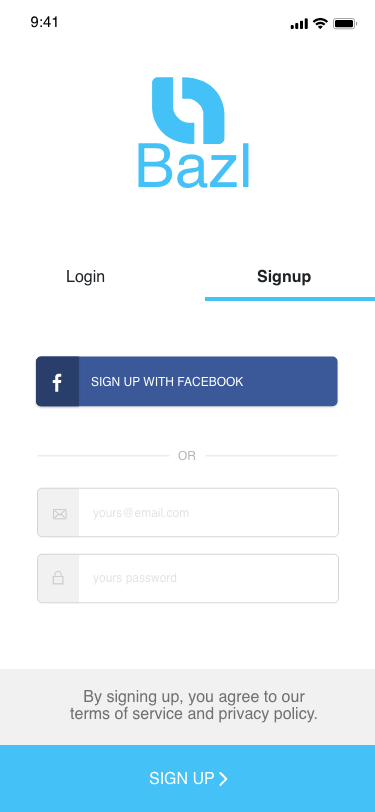 9:41
Bazl
Login
Signup
SIGN UP WITH FACEBOOK
OR
yours@email.com
yours password
By signing up, you agree to our
terms of service and privacy policy.
SIGN UP